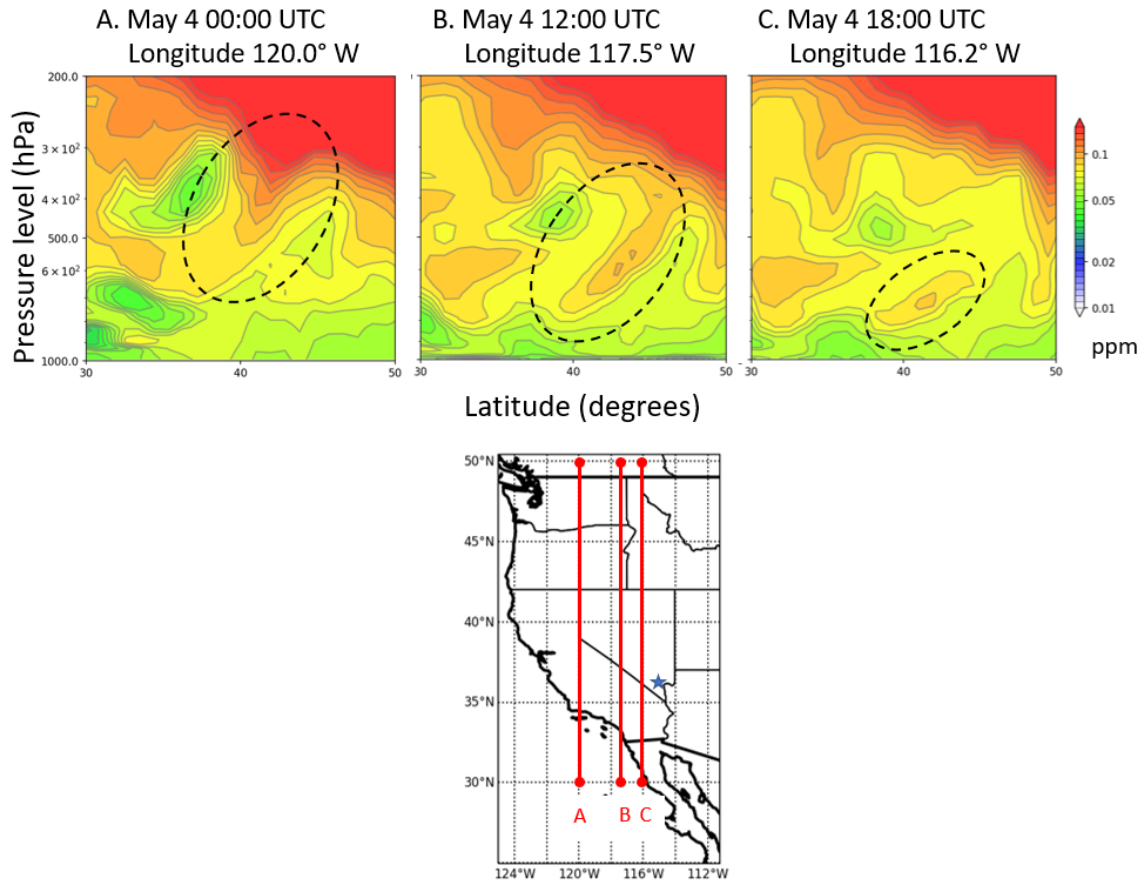 A. May 4 00:00 UTC
Longitude 120.0° W
B. May 4 12:00 UTC
Longitude 117.5° W
C. May 4 18:00 UTC
Longitude 116.2° W
Pressure level (hPa)
200.0
3 × 10²
4 × 10²
500.0
6 × 10²
1000.0
30 40 50
30 40 50
30 40 50
0.1
0.05
0.02
0.01
ppm
Latitude (degrees)
50°N
45°N
40°N
35°N
30°N
A B C
124°W 120°W 116°W 112°W